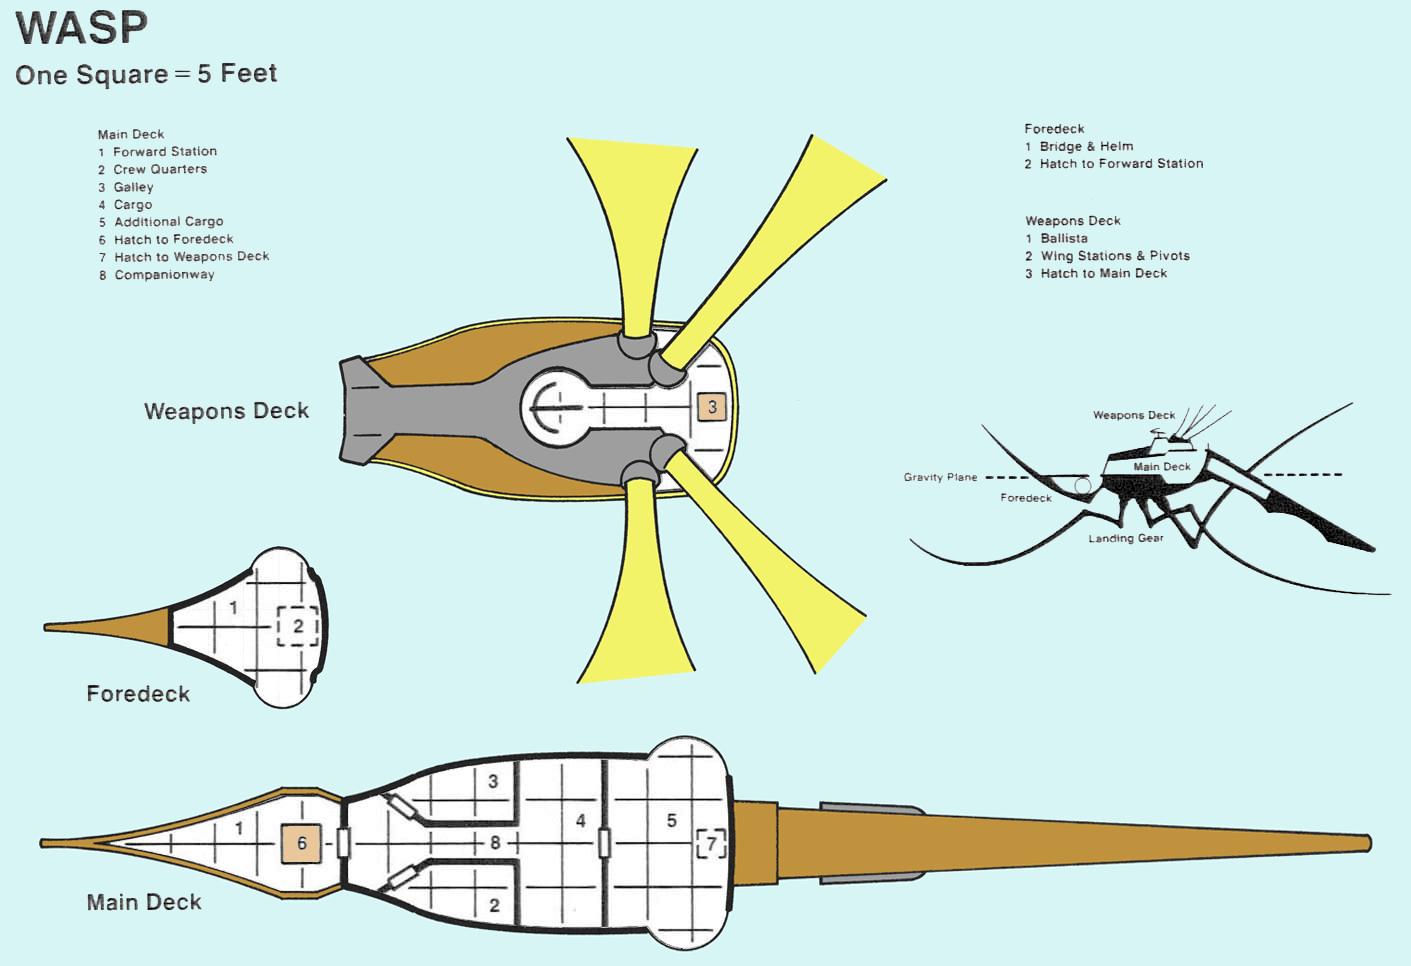 WASP
One Square = 5 Feet
Main Deck
1 Forward Station
2 Crew Quarters
3 Galley
4 Cargo
5 Additional Cargo
6 Hatch to Foredeck
7 Hatch to Weapons Deck
8 Companionway
Foredeck
1 Bridge & Helm
2 Hatch to Forward Station
Weapons Deck
1 Ballista
2 Wing Stations & Pivots
3 Hatch to Main Deck
Weapons Deck
3
Weapons Deck
Main Deck
Gravity Plane
Foredeck
Landing Gear
1
2
Foredeck
3
1
4
5
6
8
7
2
Main Deck